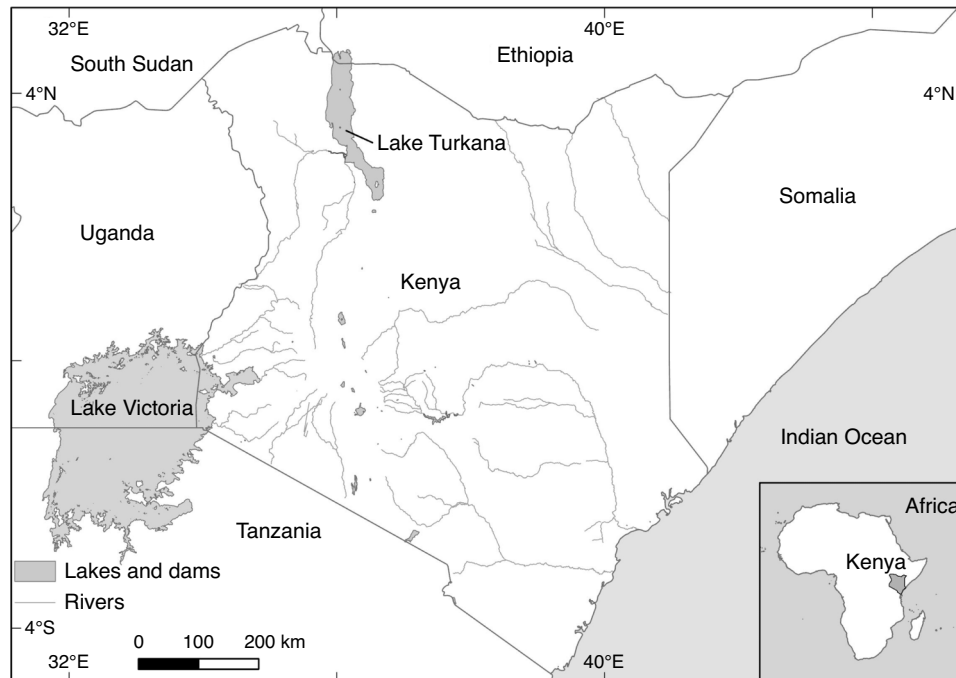 32°E
40°E
South Sudan
Ethiopia
4°N
4°N
Lake Turkana
Somalia
Uganda
Kenya
Lake Victoria
Indian Ocean
Africa
Tanzania
Kenya
Lakes and dams
Rivers
4°S
0 100 200 km
32°E
40°E